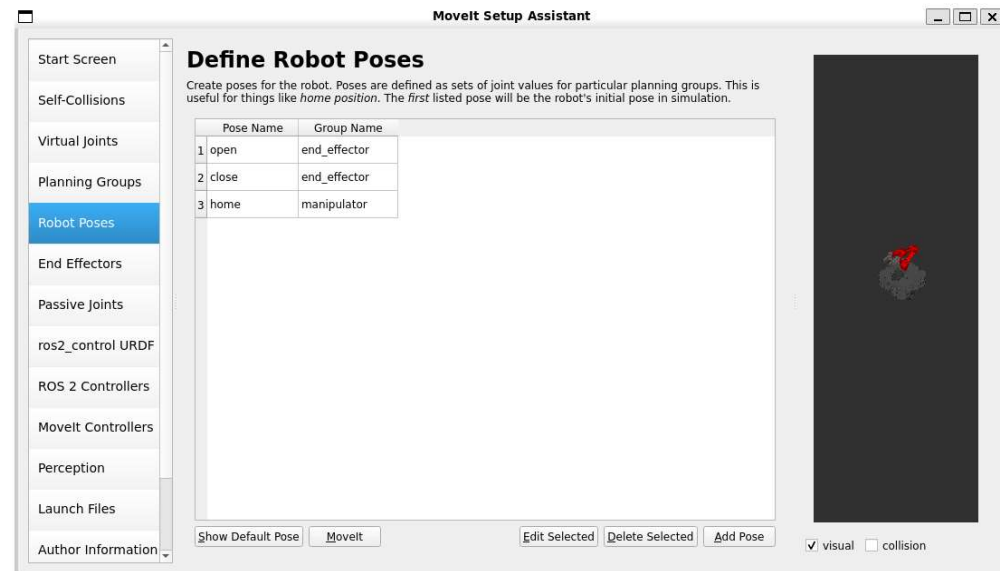 MoveIt Setup Assistant
Start Screen
Self-Collisions
Virtual Joints
Planning Groups
Robot Poses
End Effectors
Passive Joints
ros2_control URDF
ROS 2 Controllers
MoveIt Controllers
Perception
Launch Files
Author Information
Define Robot Poses
Create poses for the robot. Poses are defined as sets of joint values for particular planning groups. This is
useful for things like home position. The first listed pose will be the robot's initial pose in simulation.
Pose Name Group Name
1 open end_effector
2 close end_effector
3 home manipulator
Show Default Pose MoveIt Edit Selected Delete Selected Add Pose
visual collision